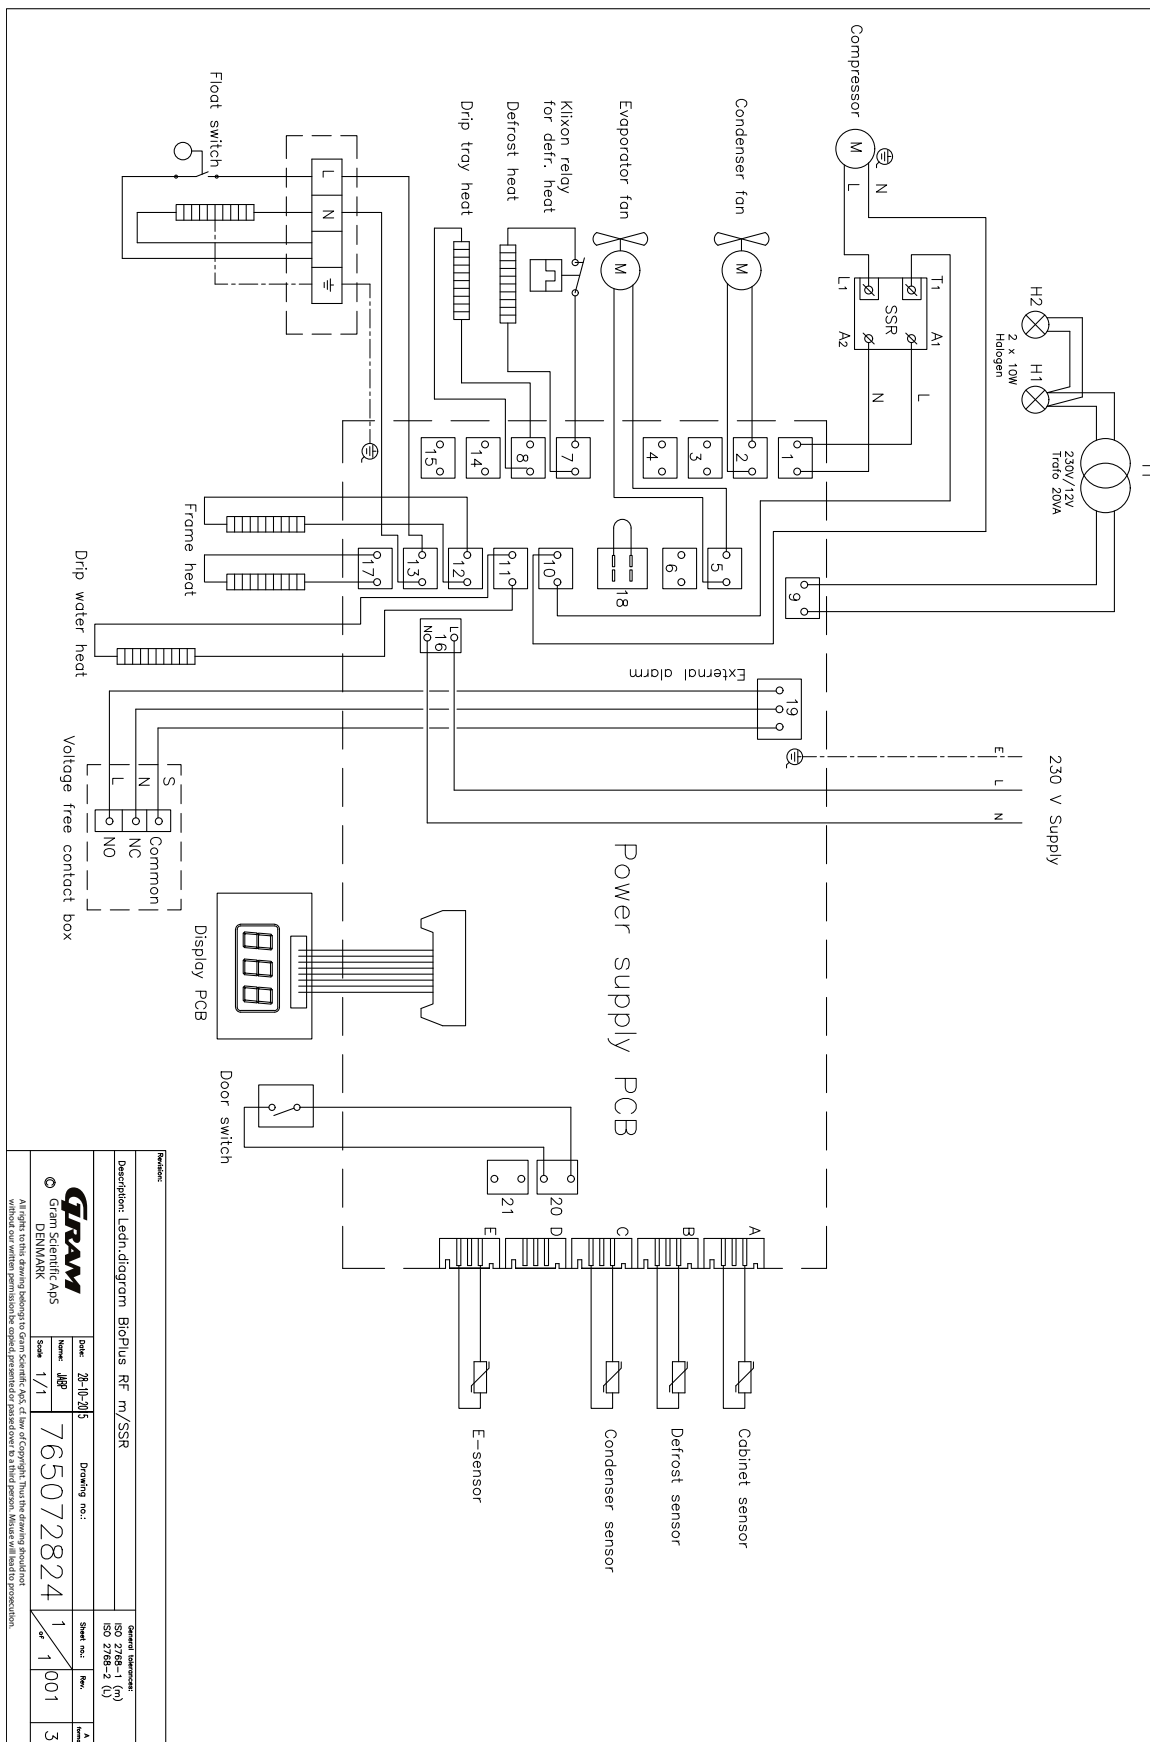 Compressor
M
L
N
Condenser fan
M
Evaporator fan
M
Klixon relay
for defr. heat
Defrost heat
Drip tray heat
Float switch
L
N
L1
T1
SSR
A2
A1
N
L
H2
H1
2 x 10W
Halogen
230V/12V
Trafo 20VA
1
2
3
4
7
8
14
15
5
6
18
10
11
12
13
17
9
L
N
16
19
External alarm
Frame heat
Drip water heat
E
L
N
230 V Supply
S
N
L
Common
NC
NO
Voltage free contact box
Power supply PCB
Display PCB
Door switch
20
21
A
B
C
D
E
Cabinet sensor
Defrost sensor
Condenser sensor
E-sensor
Revision:
Description: Ledn.diagram BioPlus RF m/SSR
General tolerances:
ISO 2768-1 (m)
ISO 2768-2 (L)
GRAM
© Gram Scientific ApS
DENMARK
Date: 28-10-2015
Name: JABP
Scale 1/1
Drawing no.:
765072824
Sheet no.:
1 OF 1
Rev.
001
A
3
All rights to this drawing belongs to Gram Scientific ApS, cf. law of Copyright. Thus the drawing should not
without our written permission be copied, presented or passed over to a third person. Misuse will lead to prosecution.